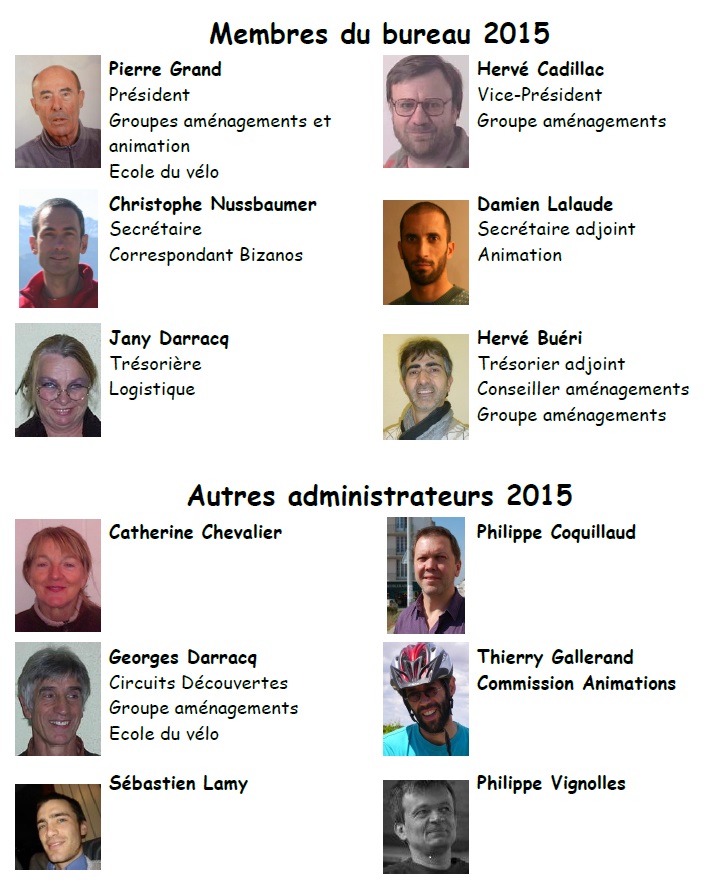 Membres du bureau 2015
Pierre Grand
Président
Groupes aménagements et
animation
Ecole du vélo
Hervé Cadillac
Vice-Président
Groupe aménagements
Christophe Nussbaumer
Secrétaire
Correspondant Bizanos
Damien Lalaude
Secrétaire adjoint
Animation
Jany Darracq
Trésorière
Logistique
Hervé Buéri
Trésorier adjoint
Conseiller aménagements
Groupe aménagements
Autres administrateurs 2015
Catherine Chevalier
Philippe Coquillaud
Georges Darracq
Circuits Découvertes
Groupe aménagements
Ecole du vélo
Thierry Gallerand
Commission Animations
Sébastien Lamy
Philippe Vignolles